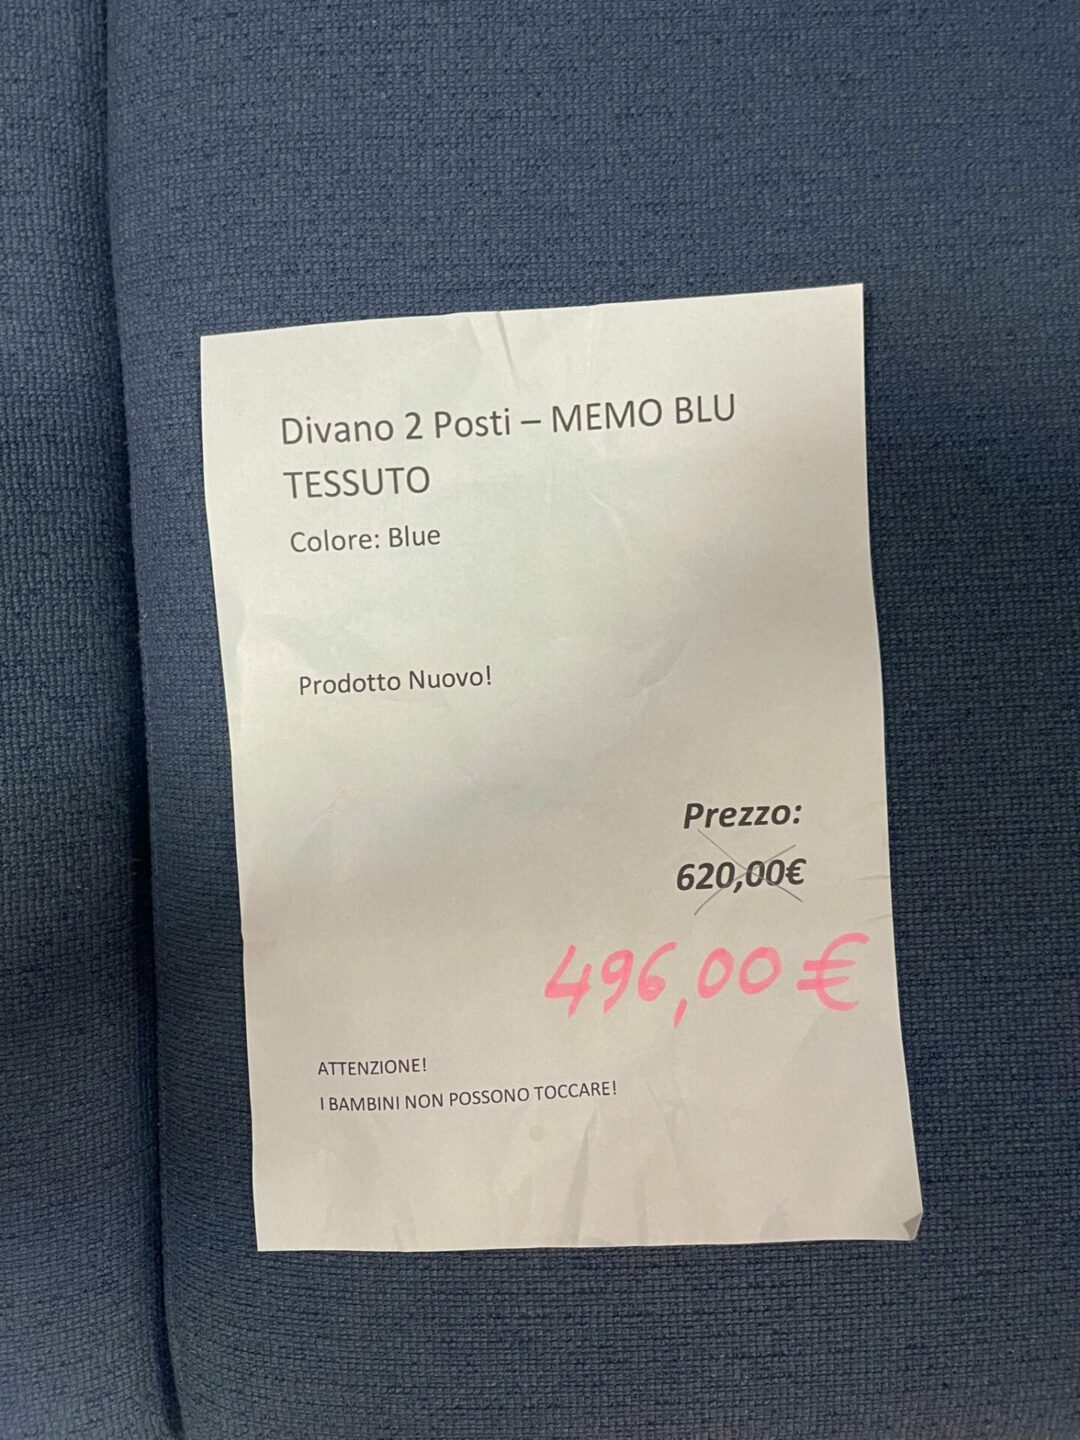 Divano 2 Posti – MEMO BLU
TESSUTO
Colore: Blue
Prodotto Nuovo!
Prezzo:
620,00€
496,00 €
ATTENZIONE!
I BAMBINI NON POSSONO TOCCARE!